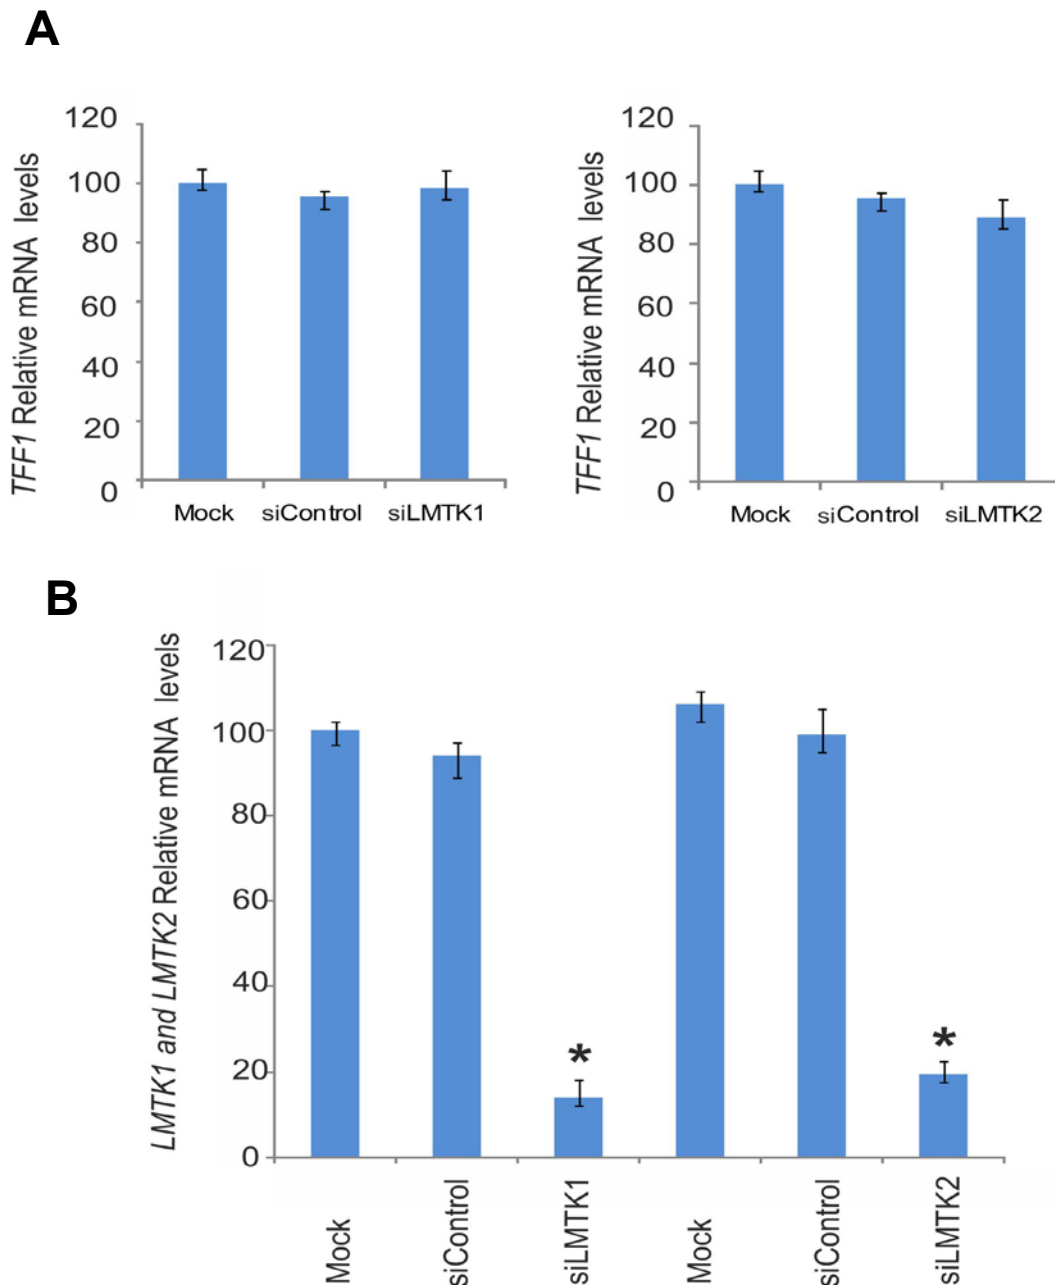 A
TFF1 Relative mRNA levels
120
100
80
60
40
20
0
Mock siControl siLMTK1
TFF1 Relative mRNA levels
120
100
80
60
40
20
0
Mock siControl siLMTK2
B
LMTK1 and LMTK2 Relative mRNA levels
120
100
80
60
40
20
0
*
*
Mock
siControl
siLMTK1
Mock
siControl
siLMTK2